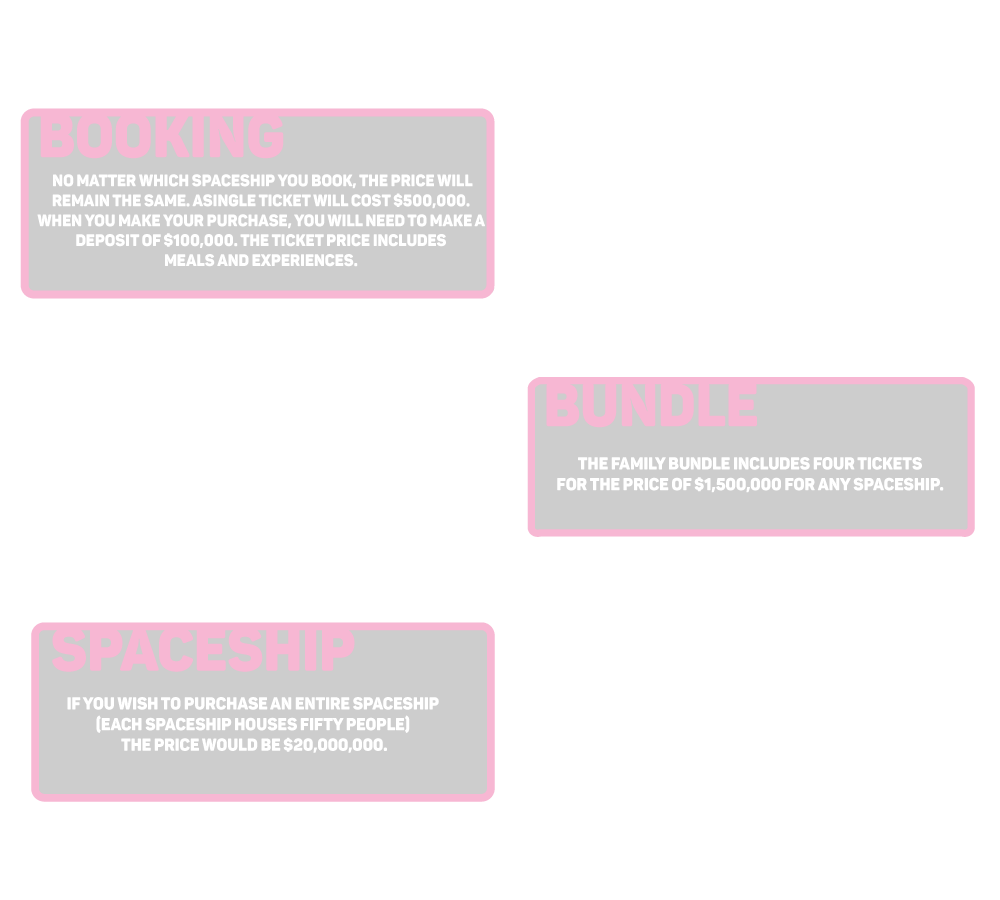 BOOKING
NO MATTER WHICH SPACESHIP YOU BOOK, THE PRICE WILL
REMAIN THE SAME. ASINGLE TICKET WILL COST $500,000.
WHEN YOU MAKE YOUR PURCHASE, YOU WILL NEED TO MAKE A
DEPOSIT OF $100,000. THE TICKET PRICE INCLUDES
MEALS AND EXPERIENCES.
BUNDLE
THE FAMILY BUNDLE INCLUDES FOUR TICKETS
FOR THE PRICE OF $1,500,000 FOR ANY SPACESHIP.
SPACESHIP
IF YOU WISH TO PURCHASE AN ENTIRE SPACESHIP
(EACH SPACESHIP HOUSES FIFTY PEOPLE)
THE PRICE WOULD BE $20,000,000.